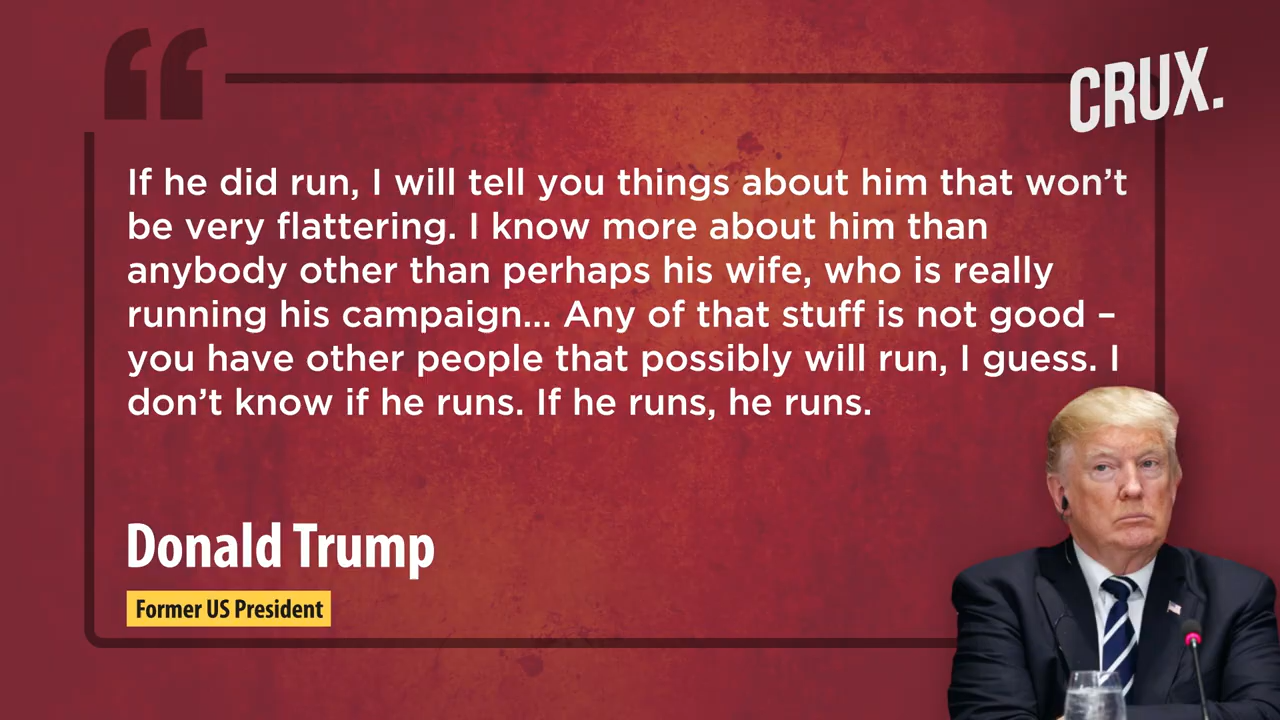 CRUX.
If he did run, I will tell you things about him that won’t
be very flattering. I know more about him than
anybody other than perhaps his wife, who is really
running his campaign... Any of that stuff is not good –
you have other people that possibly will run, I guess. I
don’t know if he runs. If he runs, he runs.
Donald Trump
Former US President